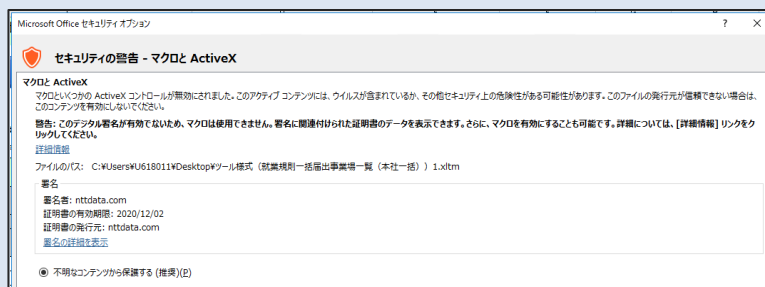 Microsoft Office セキュリティ オプション
? ×
セキュリティの警告 - マクロと ActiveX
マクロと ActiveX
マクロといくつかの ActiveX コントロールが無効にされました。このアクティブ コンテンツには、ウイルスが含まれているか、その他セキュリティ上の危険性がある可能性があります。このファイルの発行元が信頼できない場合は、
このコンテンツを有効にしないでください。
警告: このデジタル署名が有効でないため、マクロは使用できません。署名に関連付けられた証明書のデータを表示できます。さらに、マクロを有効にすることも可能です。詳細については、[詳細情報] リンクをク
リックしてください。
詳細情報
ファイルのパス: C:¥Users¥U618011¥Desktop¥ツール様式（就業規則一括届出事業場一覧（本社一括））1.xltm
署名
署名者: nttdata.com
証明書の有効期限: 2020/12/02
証明書の発行元: nttdata.com
署名の詳細を表示
不明なコンテンツから保護する (推奨)(P)